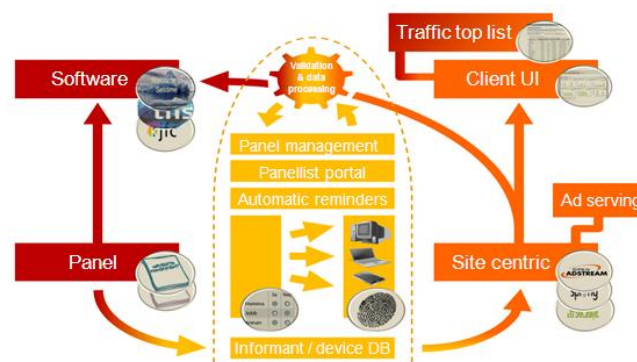 Traffic top list
Software
Validation
& data
processing
Client UI
Panel management
Panellist portal
Automatic reminders
Ad serving
Panel
Site centric
ADSTREAM
Informant / device DB